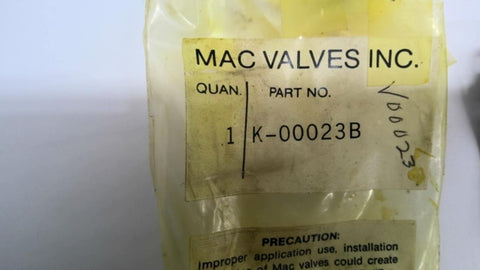 MAC VALVES INC.
QUAN. PART NO.
1 K-00023B
V00023
PRECAUTION:
Improper application use, installation
of Mac valves could create